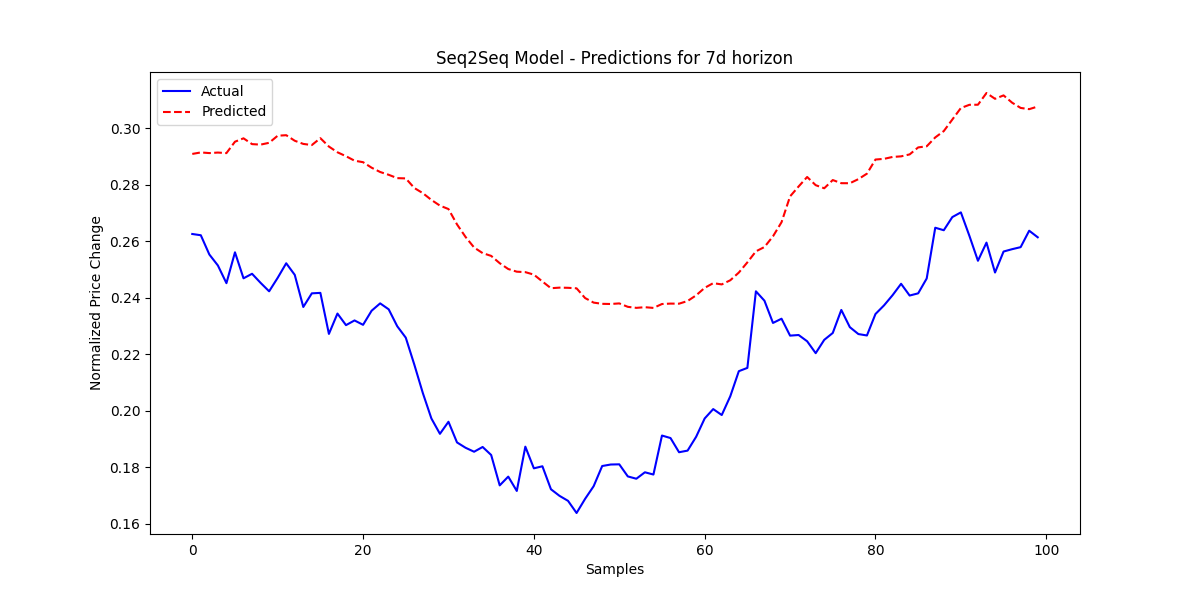 Seq2Seq Model - Predictions for 7d horizon
Actual
Predicted
Normalized Price Change
0.30
0.28
0.26
0.24
0.22
0.20
0.18
0.16
0
20
40
60
80
100
Samples